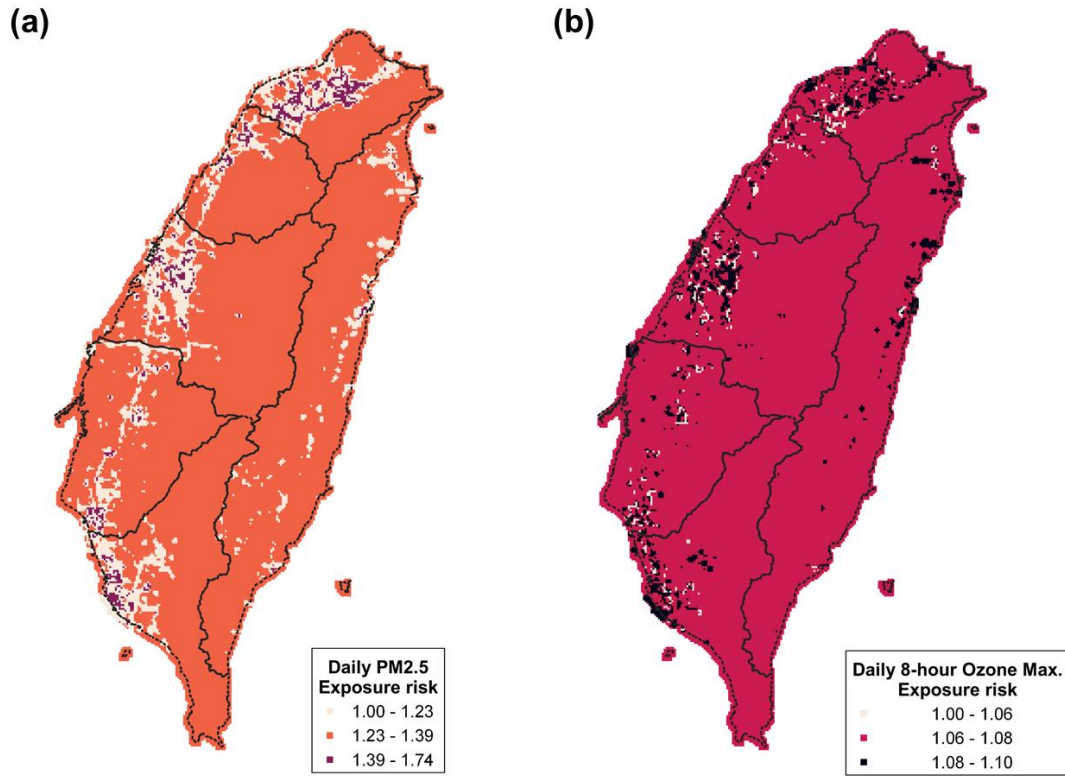 (a)
(b)
Daily PM2.5
Exposure risk
1.00 - 1.23
1.23 - 1.39
1.39 - 1.74
Daily 8-hour Ozone Max.
Exposure risk
1.00 - 1.06
1.06 - 1.08
1.08 - 1.10